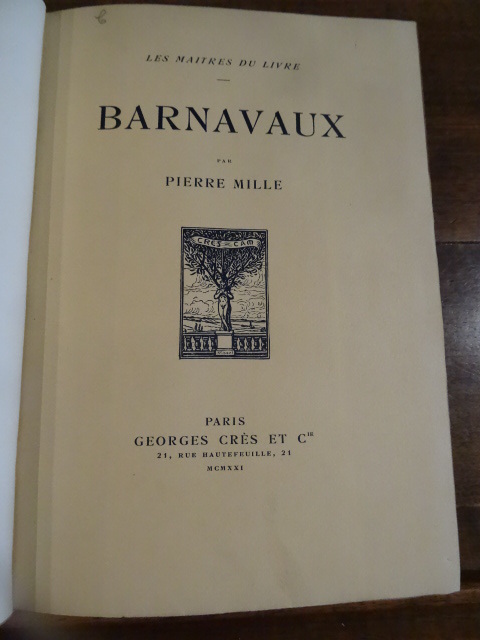 LES MAITRES DU LIVRE
BARNAVAUX
PAR
PIERRE MILLE
CRES = CAM
PARIS
GEORGES CRÈS ET Cie
21, RUE HAUTEFEUILLE, 21
MCMXXI